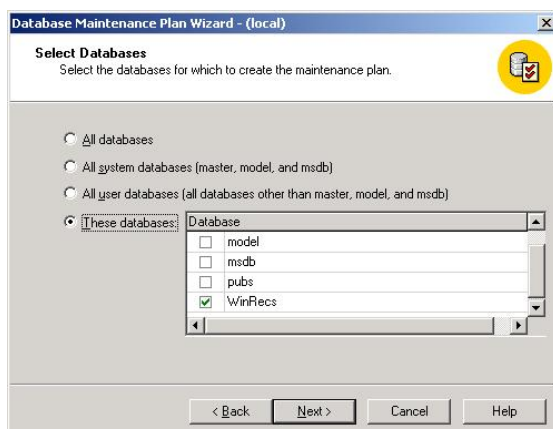 Database Maintenance Plan Wizard - (local)
Select Databases
Select the databases for which to create the maintenance plan.
All databases
All system databases (master, model, and msdb)
All user databases (all databases other than master, model, and msdb)
These databases:
Database
model
msdb
pubs
WinRecs
< Back
Next >
Cancel
Help